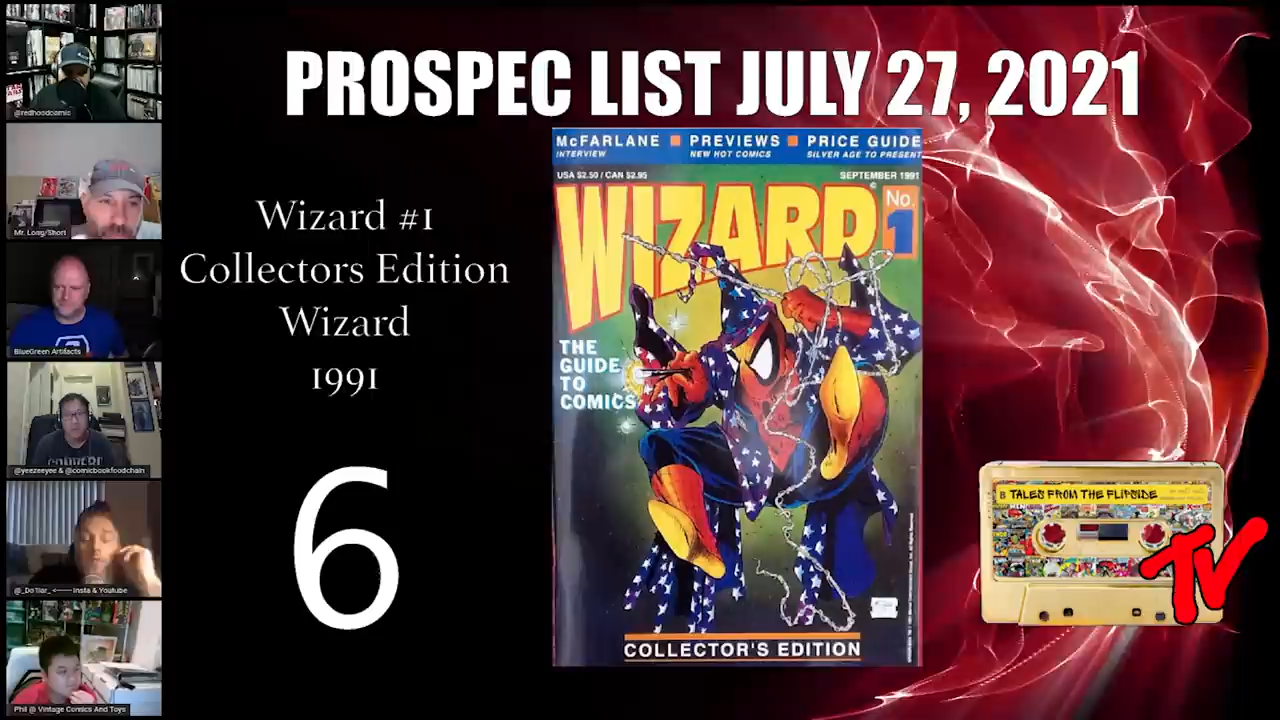 PROSPEC LIST JULY 27, 2021
@redhoodcomic
Mr. Long/Short
BlueGreen Artifacts
@yeezeeyee & @comicbookfoodchain
CONVERSE
@_Do1lar_ <---- Insta & Youtube
Phil @ Vintage Comics And Toys
Wizard #1
Collectors Edition
Wizard
1991
6
McFARLANE ■ PREVIEWS ■ PRICE GUIDE
INTERVIEW NEW HOT COMICS SILVER AGE TO PRESENT
USA $2.50 / CAN $2.95 SEPTEMBER 1991
WIZARD
No.
1
THE
GUIDE
TO
COMICS
COLLECTOR'S EDITION
B TALES FROM THE FLIPSIDE
TV